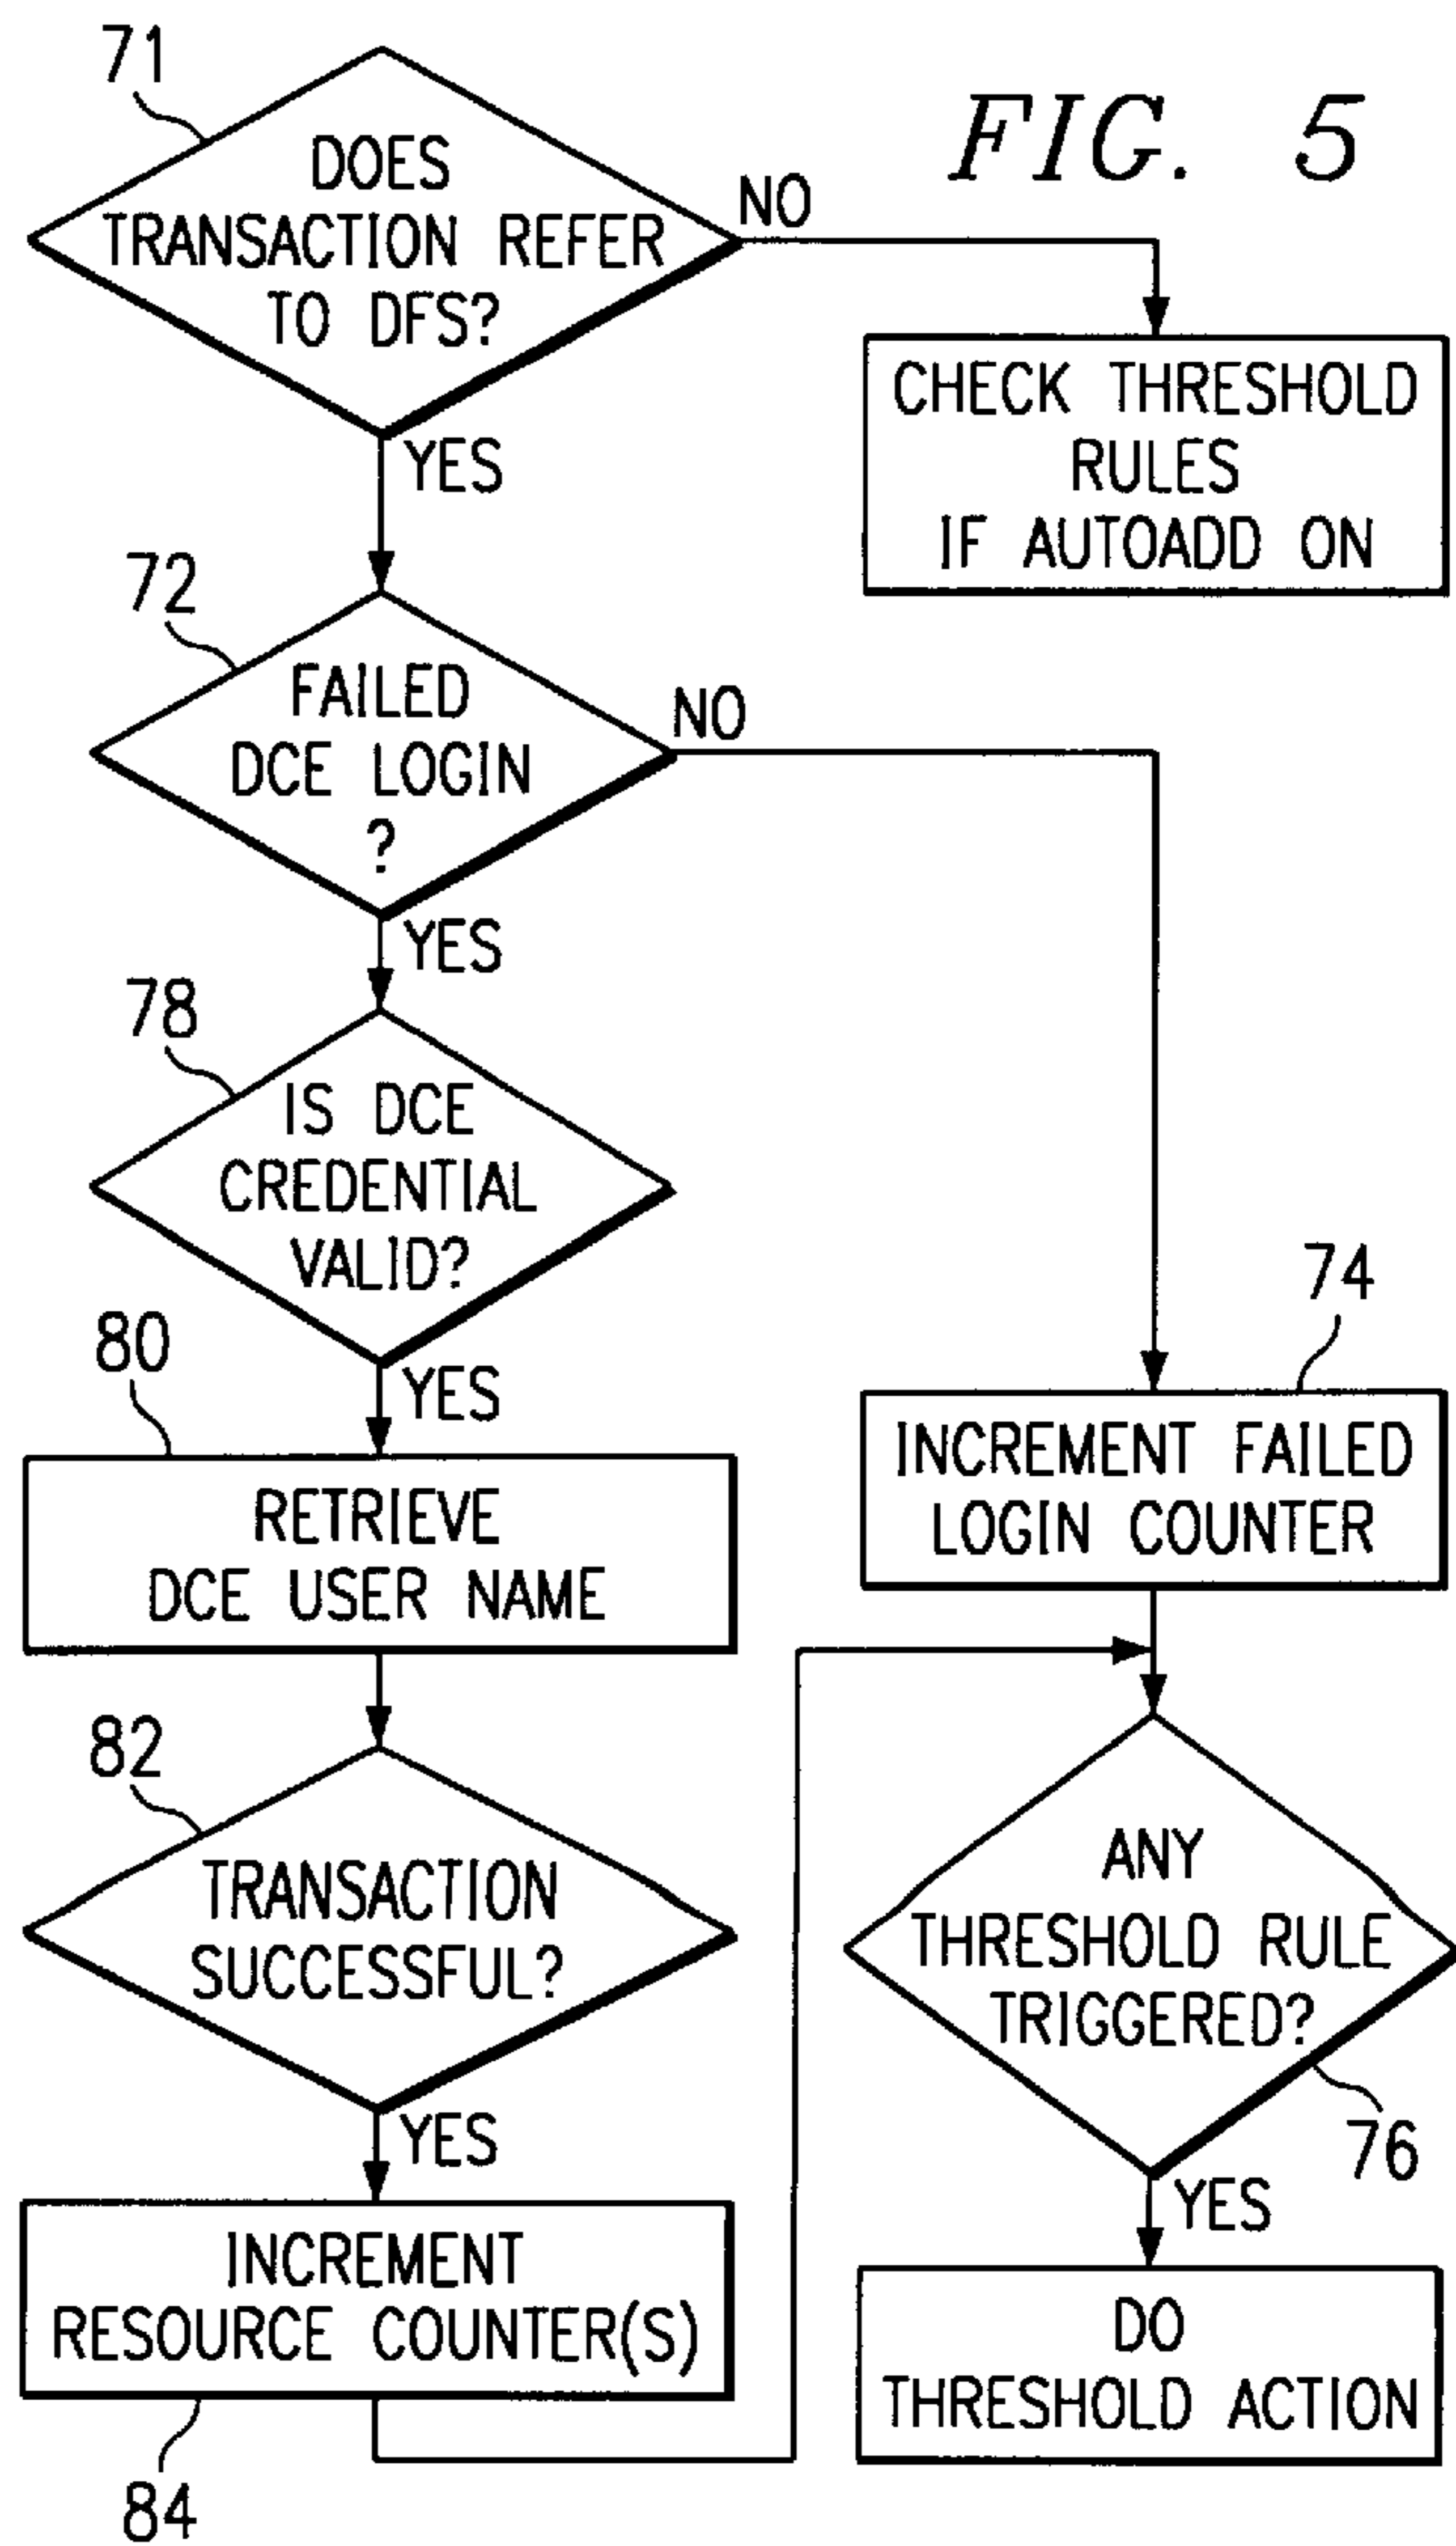 FIG. 5
71
DOES
TRANSACTION REFER
TO DFS?
NO
CHECK THRESHOLD
RULES
IF AUTOADD ON
YES
72
FAILED
DCE LOGIN
?
NO
YES
78
IS DCE
CREDENTIAL
VALID?
YES
80
RETRIEVE
DCE USER NAME
82
TRANSACTION
SUCCESSFUL?
YES
INCREMENT
RESOURCE COUNTER(S)
84
74
INCREMENT FAILED
LOGIN COUNTER
ANY
THRESHOLD RULE
TRIGGERED?
76
YES
DO
THRESHOLD ACTION